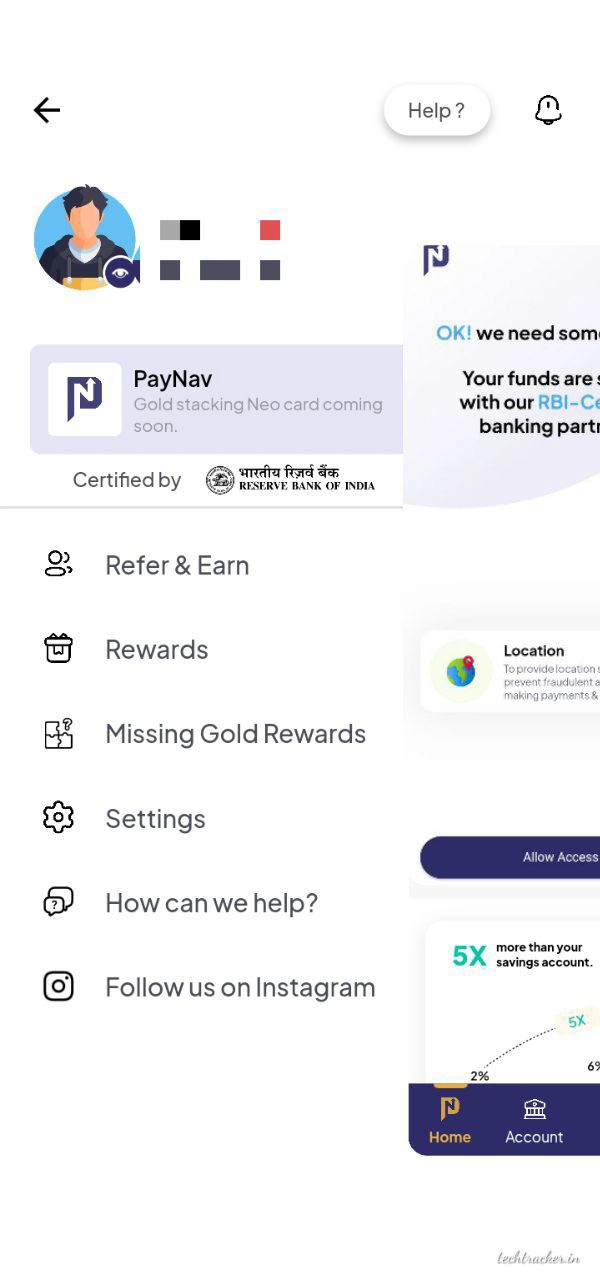 Help ?
PayNav
Gold stacking Neo card coming
soon.
Certified by
भारतीय रिज़र्व बैंक
RESERVE BANK OF INDIA
Refer & Earn
Rewards
Missing Gold Rewards
Settings
How can we help?
Follow us on Instagram
OK! we need som
Your funds are s
with our RBI-Ce
banking partn
Location
To provide location s
prevent fraudulent a
making payments &
Allow Access
5X more than your
savings account.
5X
2%
6%
Home
Account
techtracker.in